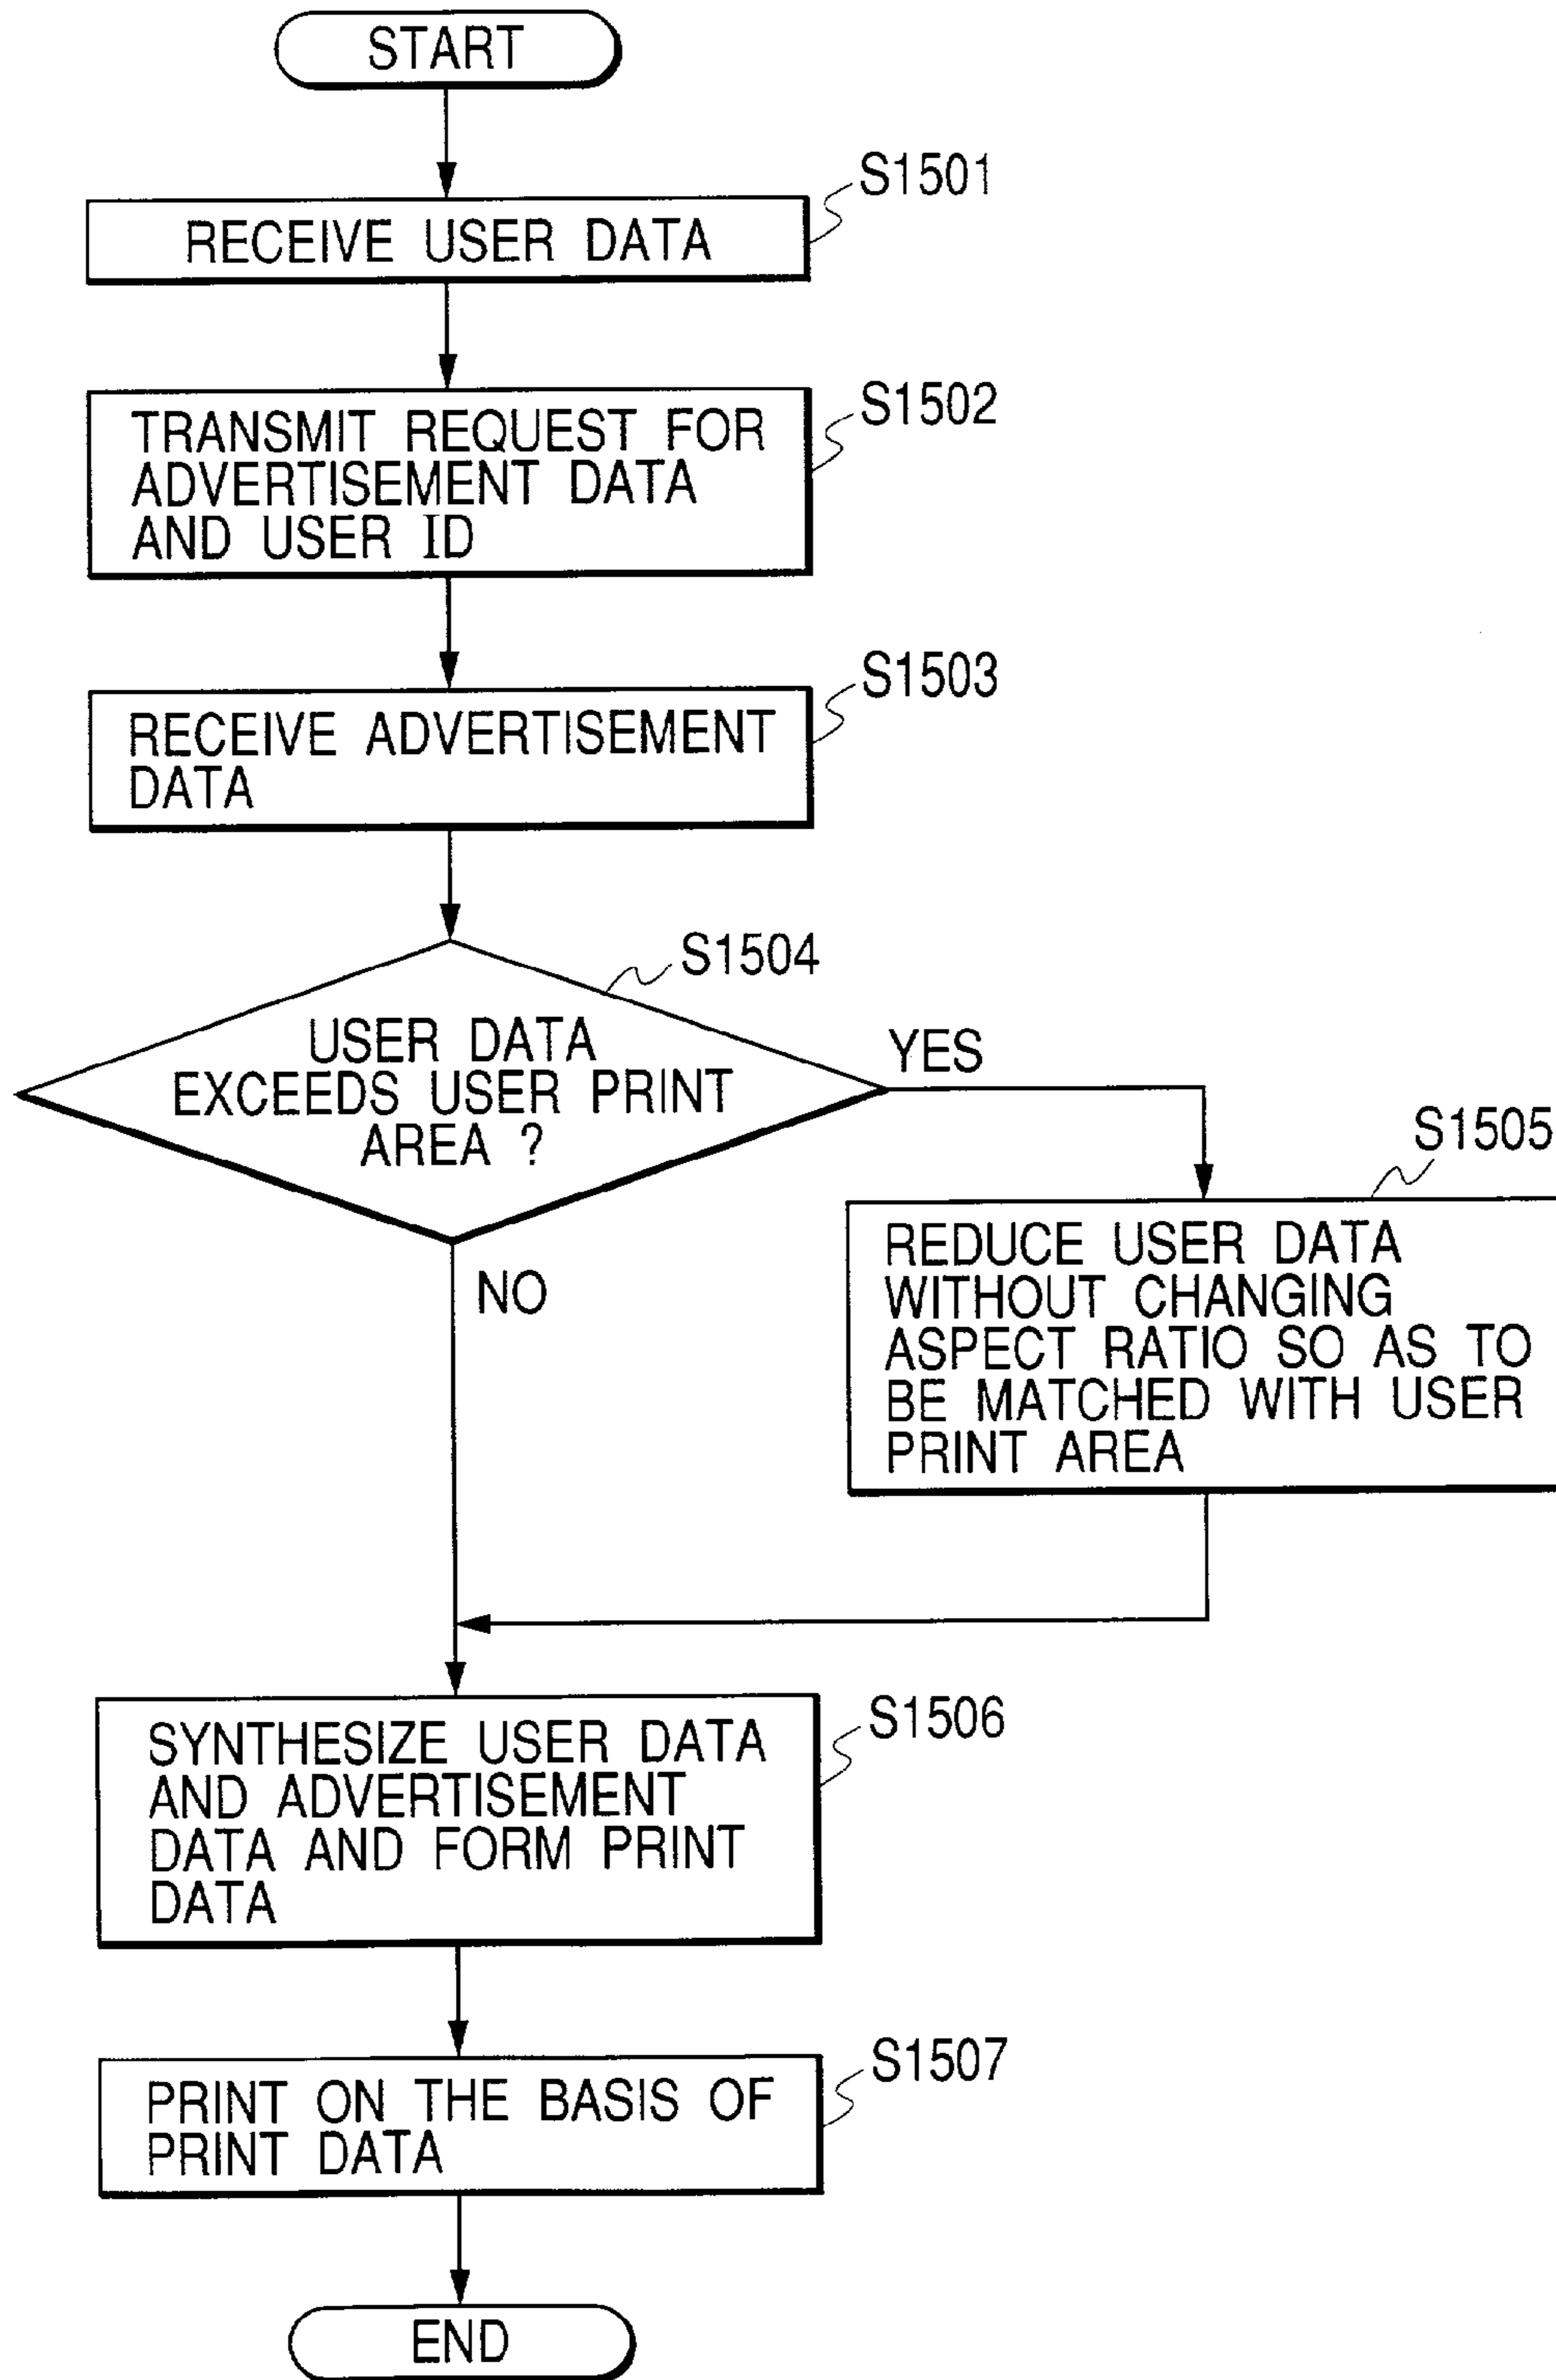 START
S1501
RECEIVE USER DATA
S1502
TRANSMIT REQUEST FOR
ADVERTISEMENT DATA
AND USER ID
S1503
RECEIVE ADVERTISEMENT
DATA
S1504
USER DATA
EXCEEDS USER PRINT
AREA ?
YES
NO
S1505
REDUCE USER DATA
WITHOUT CHANGING
ASPECT RATIO SO AS TO
BE MATCHED WITH USER
PRINT AREA
S1506
SYNTHESIZE USER DATA
AND ADVERTISEMENT
DATA AND FORM PRINT
DATA
S1507
PRINT ON THE BASIS OF
PRINT DATA
END